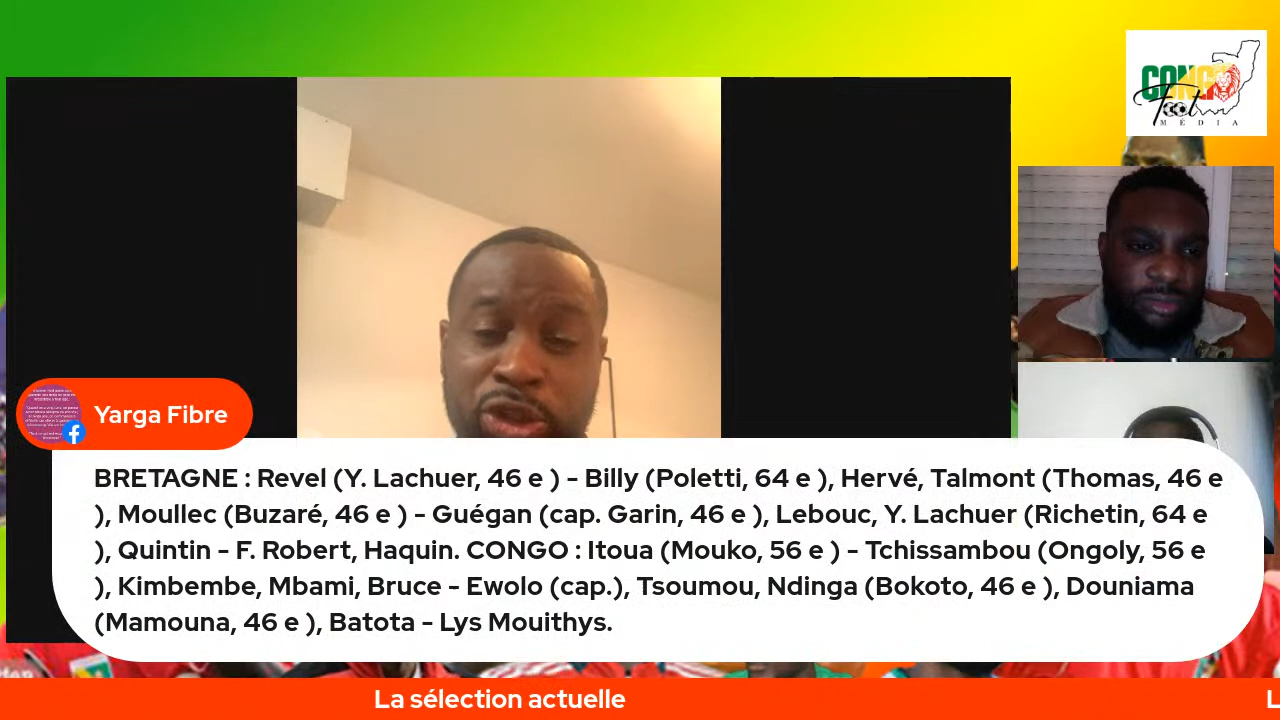 CONGO
Foot
MÉDIA
Yarga Fibre
BRETAGNE : Revel (Y. Lachuer, 46 e ) - Billy (Poletti, 64 e ), Hervé, Talmont (Thomas, 46 e
), Moullec (Buzaré, 46 e ) - Guégan (cap. Garin, 46 e ), Lebouc, Y. Lachuer (Richetin, 64 e
), Quintin - F. Robert, Haquin. CONGO : Itoua (Mouko, 56 e ) - Tchissambou (Ongoly, 56 e
), Kimbembe, Mbami, Bruce - Ewolo (cap.), Tsoumou, Ndinga (Bokoto, 46 e ), Douniama
(Mamouna, 46 e ), Batota - Lys Mouithys.
La sélection actuelle